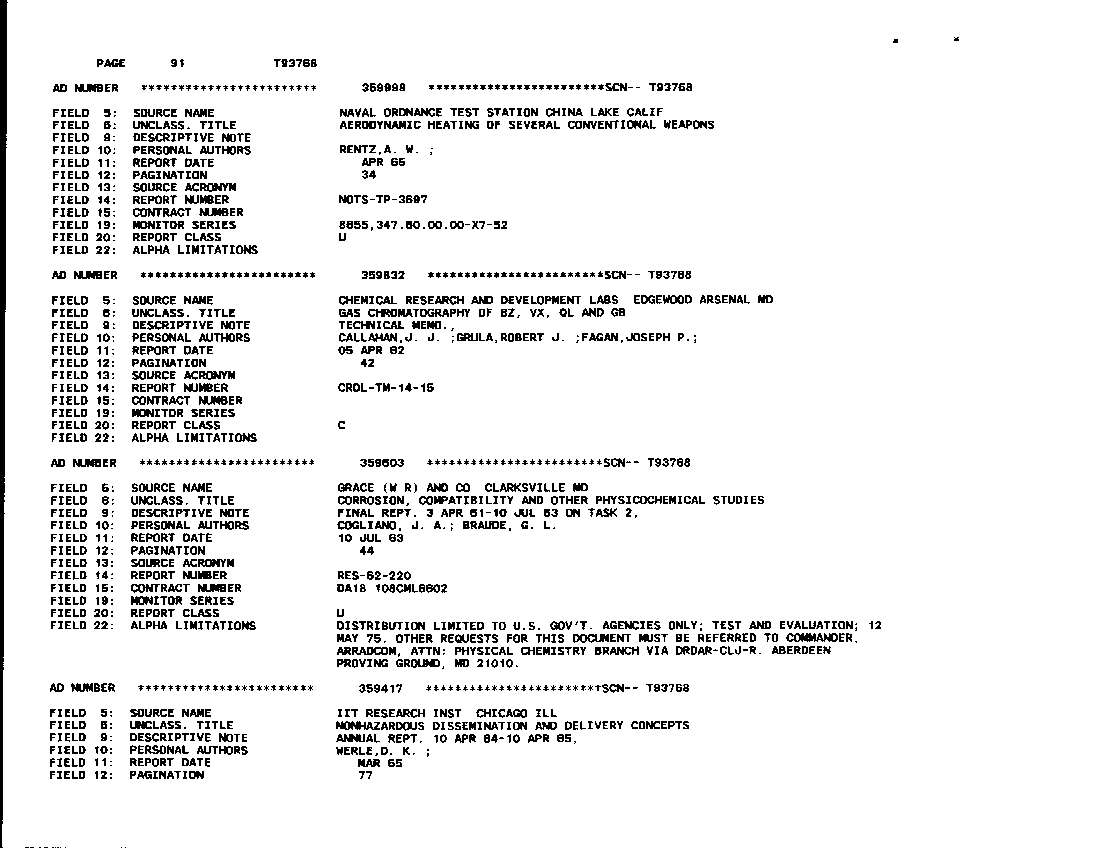 PAGE 91 T93768
AD NUMBER ************************ 359998 ************************SCN-- T93768
FIELD 5: SOURCE NAME NAVAL ORDNANCE TEST STATION CHINA LAKE CALIF
FIELD 6: UNCLASS. TITLE AERODYNAMIC HEATING OF SEVERAL CONVENTIONAL WEAPONS
FIELD 9: DESCRIPTIVE NOTE
FIELD 10: PERSONAL AUTHORS RENTZ,A. W. ;
FIELD 11: REPORT DATE APR 65
FIELD 12: PAGINATION 34
FIELD 13: SOURCE ACRONYM
FIELD 14: REPORT NUMBER NOTS-TP-3697
FIELD 15: CONTRACT NUMBER
FIELD 19: MONITOR SERIES 8855,347.60.00.00-X7-52
FIELD 20: REPORT CLASS U
FIELD 22: ALPHA LIMITATIONS
AD NUMBER ************************ 359832 ************************SCN-- T93768
FIELD 5: SOURCE NAME CHEMICAL RESEARCH AND DEVELOPMENT LABS EDGEWOOD ARSENAL MD
FIELD 6: UNCLASS. TITLE GAS CHROMATOGRAPHY OF BZ, VX, QL AND GB
FIELD 9: DESCRIPTIVE NOTE TECHNICAL MEMO.,
FIELD 10: PERSONAL AUTHORS CALLAHAN,J. J. ;GRULA,ROBERT J. ;FAGAN,JOSEPH P.;
FIELD 11: REPORT DATE 05 APR 62
FIELD 12: PAGINATION 42
FIELD 13: SOURCE ACRONYM
FIELD 14: REPORT NUMBER CRDL-TM-14-15
FIELD 15: CONTRACT NUMBER
FIELD 19: MONITOR SERIES
FIELD 20: REPORT CLASS C
FIELD 22: ALPHA LIMITATIONS
AD NUMBER ************************ 359603 ************************SCN-- T93768
FIELD 5: SOURCE NAME GRACE (W R) AND CO CLARKSVILLE MD
FIELD 6: UNCLASS. TITLE CORROSION, COMPATIBILITY AND OTHER PHYSICOCHEMICAL STUDIES
FIELD 9: DESCRIPTIVE NOTE FINAL REPT. 3 APR 61-10 JUL 63 ON TASK 2,
FIELD 10: PERSONAL AUTHORS COGLIANO, J. A.; BRAUDE, G. L.
FIELD 11: REPORT DATE 10 JUL 63
FIELD 12: PAGINATION 44
FIELD 13: SOURCE ACRONYM
FIELD 14: REPORT NUMBER RES-62-220
FIELD 15: CONTRACT NUMBER DA18 108CML6602
FIELD 19: MONITOR SERIES
FIELD 20: REPORT CLASS U
FIELD 22: ALPHA LIMITATIONS DISTRIBUTION LIMITED TO U.S. GOV'T. AGENCIES ONLY; TEST AND EVALUATION; 12
MAY 75. OTHER REQUESTS FOR THIS DOCUMENT MUST BE REFERRED TO COMMANDER,
ARRADCOM, ATTN: PHYSICAL CHEMISTRY BRANCH VIA DRDAR-CLJ-R. ABERDEEN
PROVING GROUND, MD 21010.
AD NUMBER ************************ 359417 ************************SCN-- T93768
FIELD 5: SOURCE NAME IIT RESEARCH INST CHICAGO ILL
FIELD 6: UNCLASS. TITLE NONHAZARDOUS DISSEMINATION AND DELIVERY CONCEPTS
FIELD 9: DESCRIPTIVE NOTE ANNUAL REPT. 10 APR 64-10 APR 65,
FIELD 10: PERSONAL AUTHORS WERLE,D. K. ;
FIELD 11: REPORT DATE MAR 65
FIELD 12: PAGINATION 77